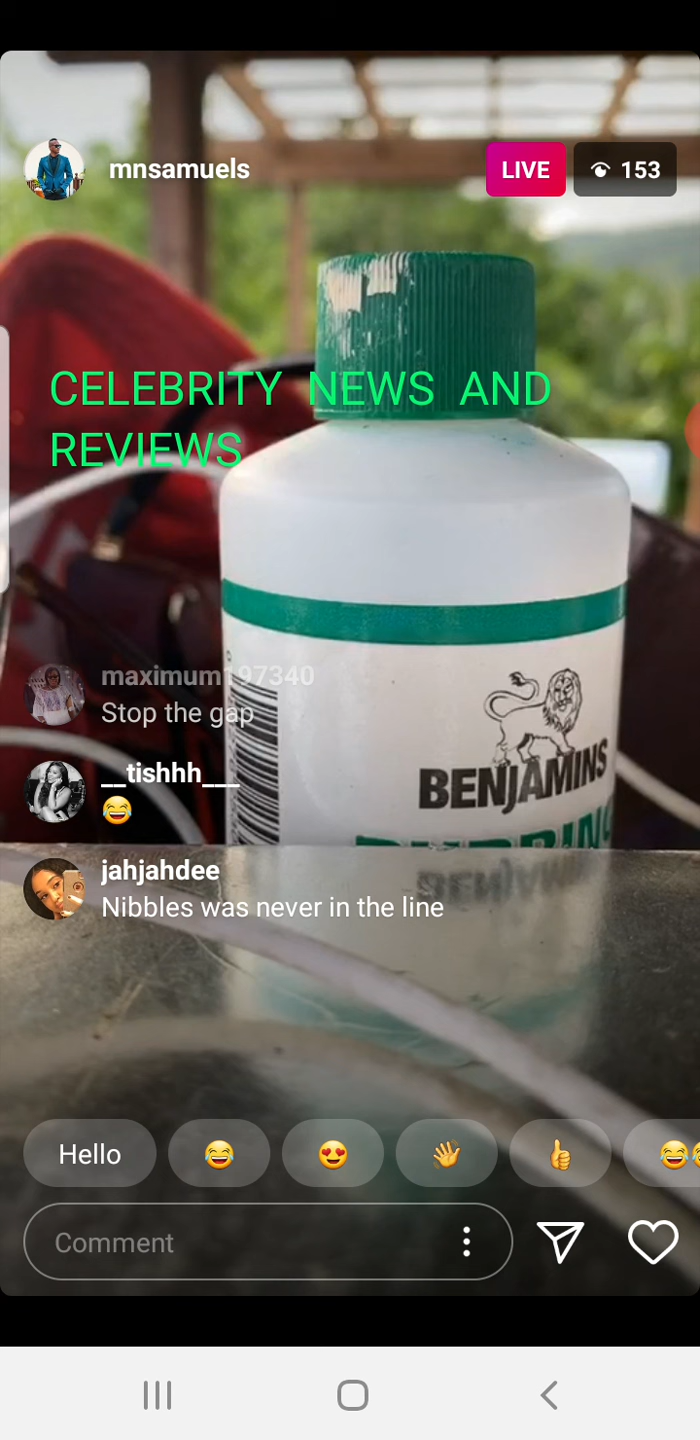 mnsamuels
LIVE
153
CELEBRITY NEWS AND
REVIEWS
maximum197340
Stop the gap
__tishhh___
😂
BENJAMINS
jahjahdee
Nibbles was never in the line
Hello
Comment